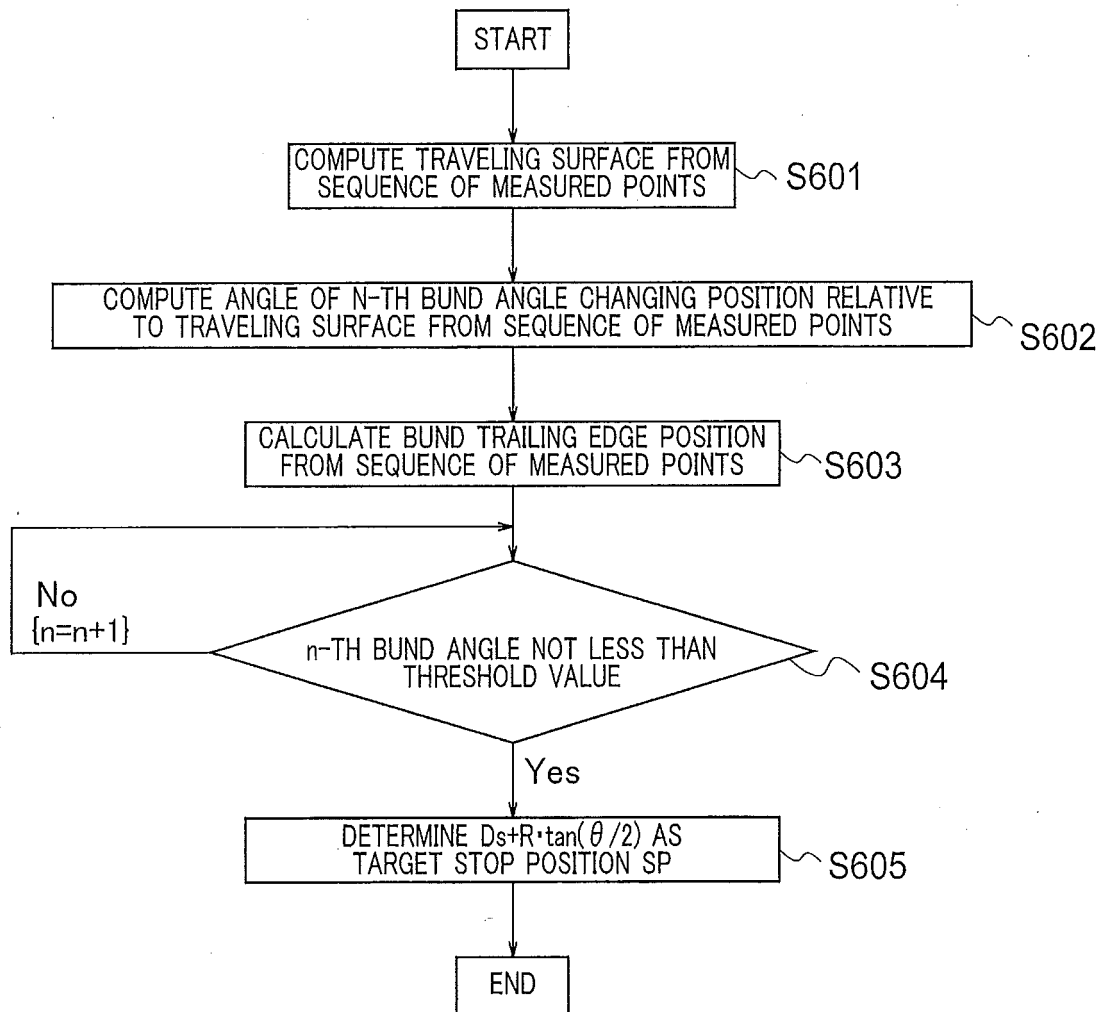 START
COMPUTE TRAVELING SURFACE FROM
SEQUENCE OF MEASURED POINTS
S601
COMPUTE ANGLE OF N-TH BUND ANGLE CHANGING POSITION RELATIVE
TO TRAVELING SURFACE FROM SEQUENCE OF MEASURED POINTS
S602
CALCULATE BUND TRAILING EDGE POSITION
FROM SEQUENCE OF MEASURED POINTS
S603
No
{n=n+1}
n-TH BUND ANGLE NOT LESS THAN
THRESHOLD VALUE
S604
Yes
DETERMINE Ds+R·tan(θ/2) AS
TARGET STOP POSITION SP
S605
END